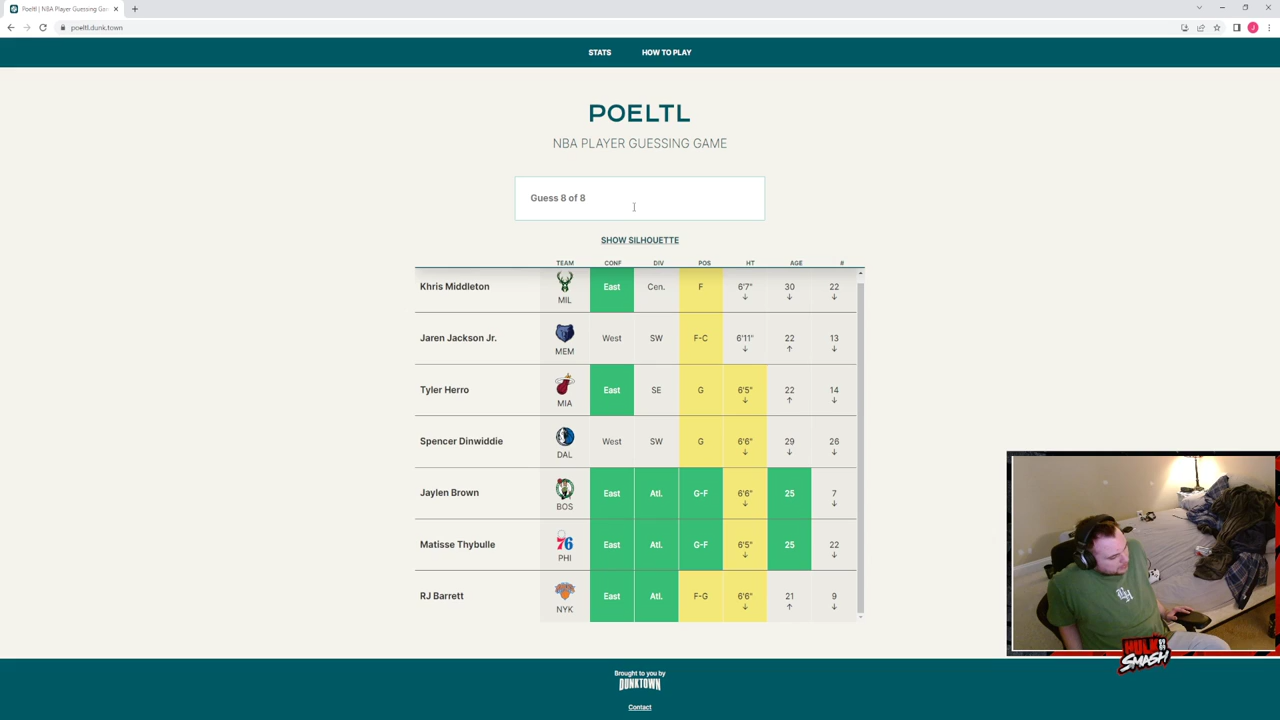 Poeltl | NBA Player Guessing Ga
poeltl.dunk.town
STATS
HOW TO PLAY
POELTL
NBA PLAYER GUESSING GAME
Guess 8 of 8
SHOW SILHOUETTE
TEAM CONF DIV POS HT AGE #
Khris Middleton MIL East Cen. F 6'7" ↓ 30 ↓ 22 ↓
Jaren Jackson Jr. MEM West SW F-C 6'11" ↓ 22 ↑ 13 ↓
Tyler Herro MIA East SE G 6'5" ↓ 22 ↑ 14 ↓
Spencer Dinwiddie DAL West SW G 6'6" ↓ 29 ↓ 26 ↓
Jaylen Brown BOS East Atl. G-F 6'6" ↓ 25 7 ↓
Matisse Thybulle 76 PHI East Atl. G-F 6'5" ↓ 25 22 ↓
RJ Barrett NYK East Atl. F-G 6'6" ↓ 21 ↑ 9 ↓
HULK
SMASH
Brought to you by
DUNKTOWN
Contact